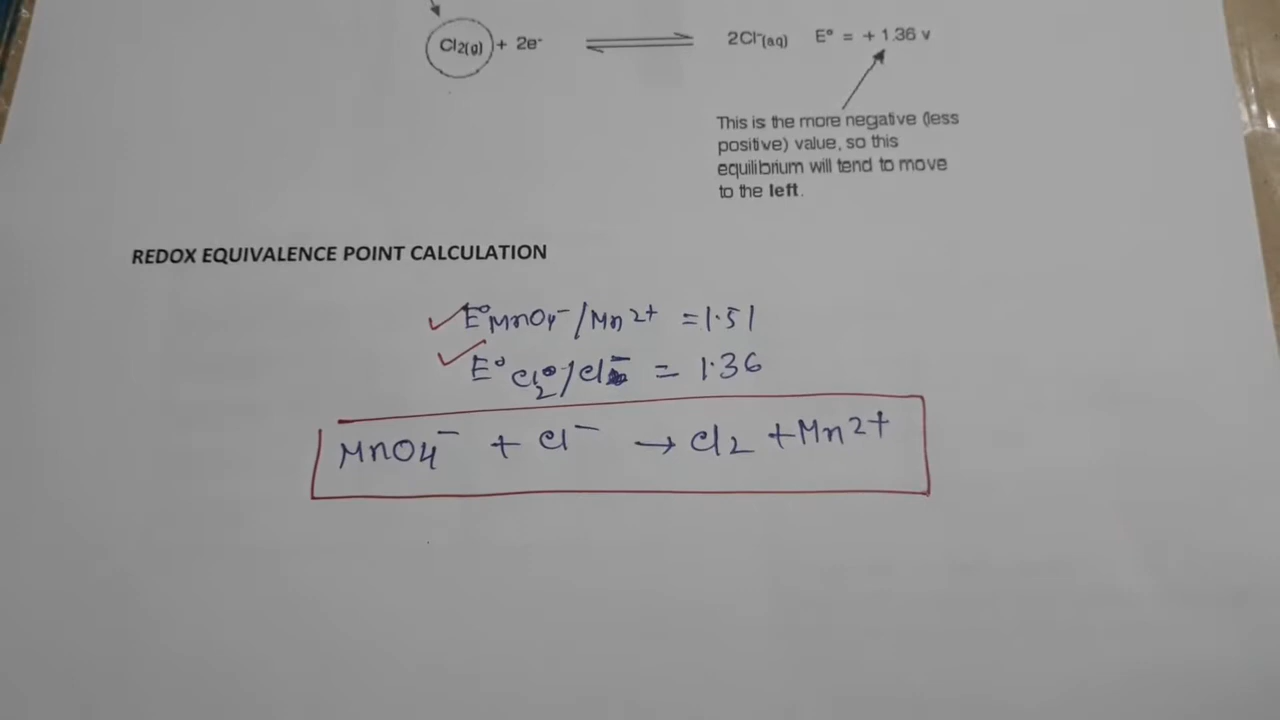 Cl2(g) + 2e- ⇌ 2Cl-(aq) E° = + 1.36 v
This is the more negative (less
positive) value, so this
equilibrium will tend to move
to the left.
REDOX EQUIVALENCE POINT CALCULATION
E°MnO4-/Mn2+ = 1.51
E° Cl2/Cl- = 1.36
MnO4- + Cl- → Cl2 + Mn2+